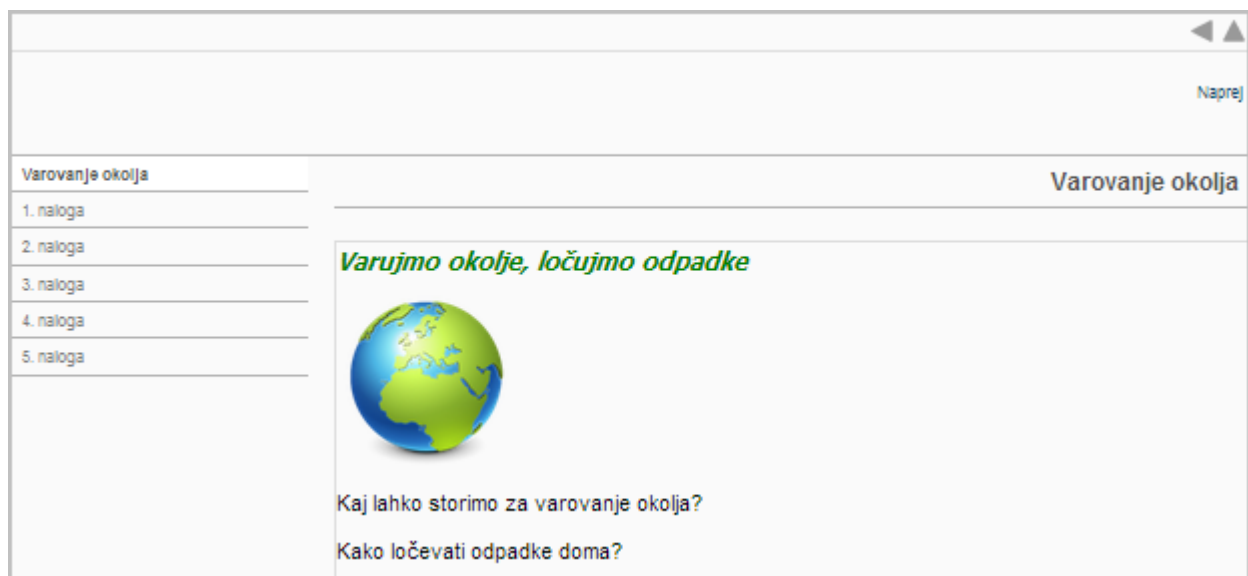 Naprej
Varovanje okolja
1. naloga
2. naloga
3. naloga
4. naloga
5. naloga
Varovanje okolja
Varujmo okolje, ločujmo odpadke
Kaj lahko storimo za varovanje okolja?
Kako ločevati odpadke doma?